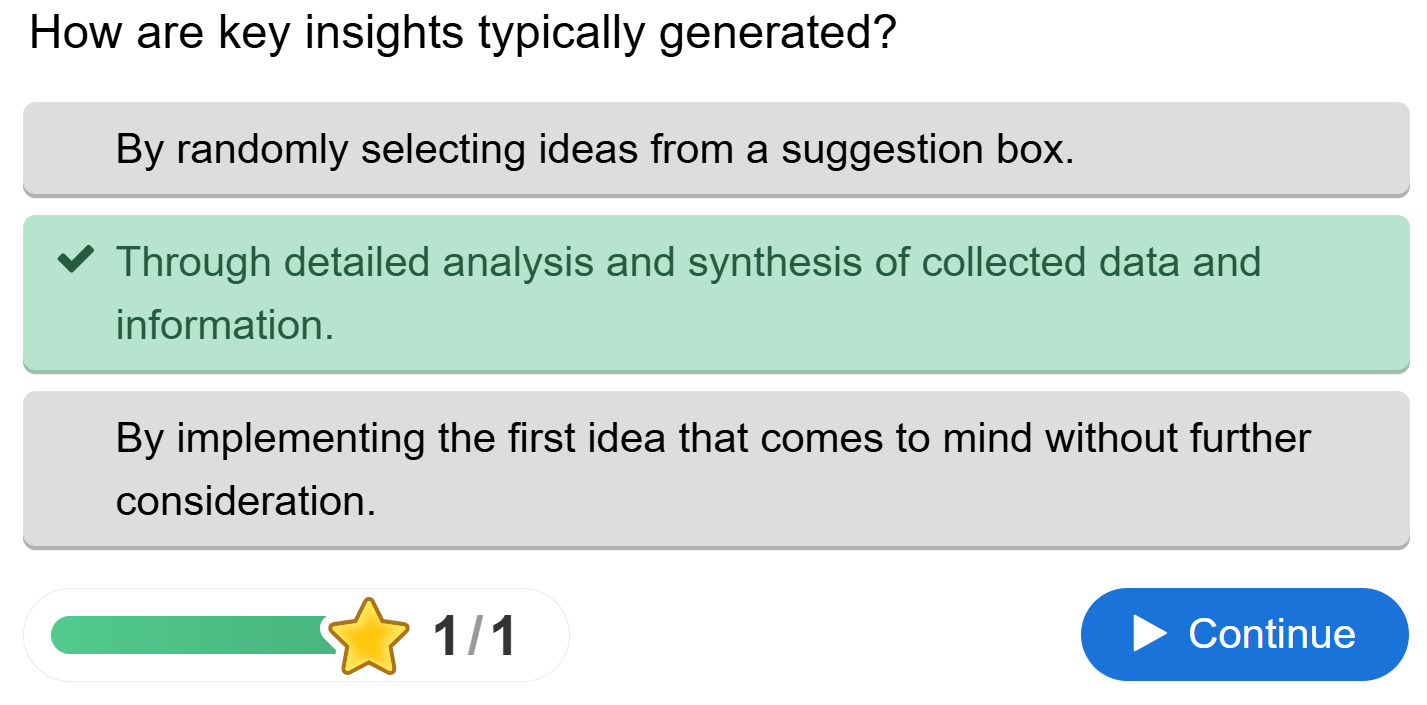 How are key insights typically generated?
By randomly selecting ideas from a suggestion box.
Through detailed analysis and synthesis of collected data and
information.
By implementing the first idea that comes to mind without further
consideration.
1/1
Continue